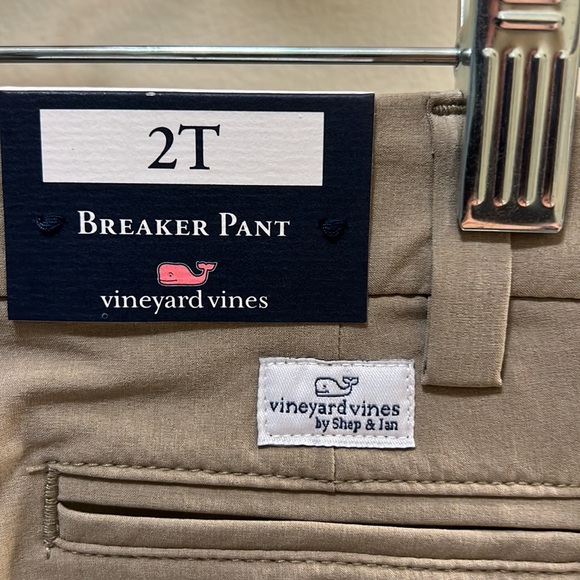 2T
BREAKER PANT
vineyard vines
vineyard vines
by Shep & Ian